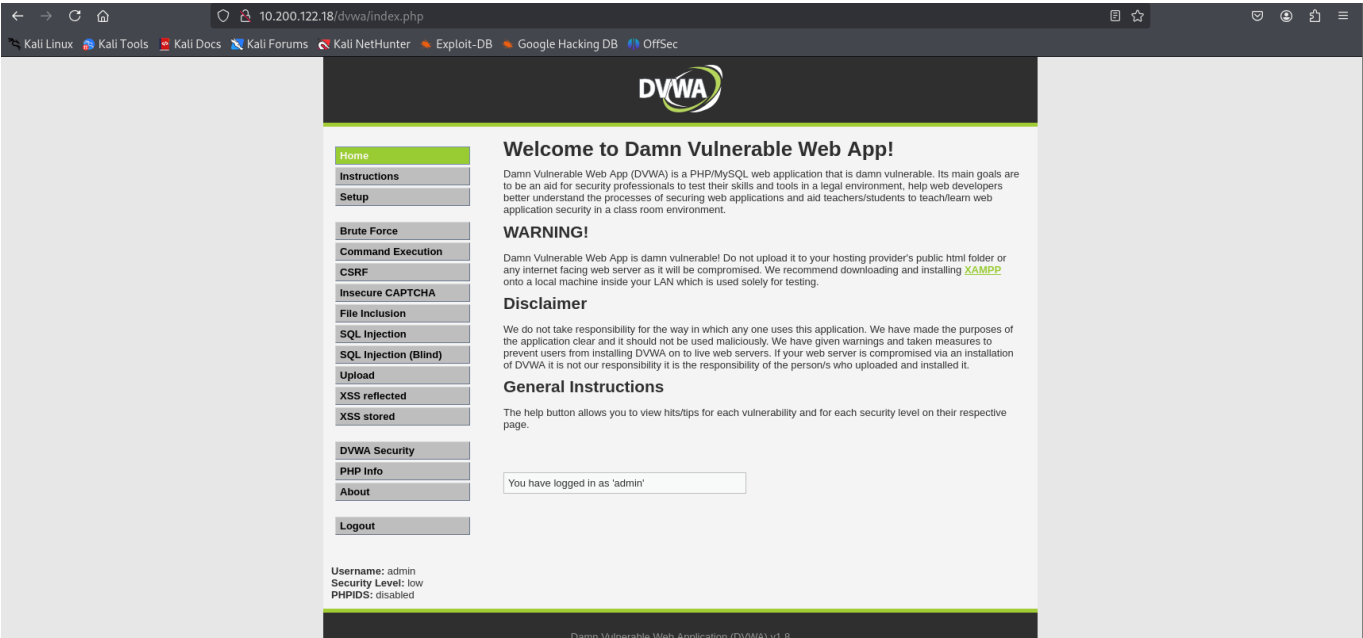 10.200.122.18/dvwa/index.php
Kali Linux Kali Tools Kali Docs Kali Forums Kali NetHunter Exploit-DB Google Hacking DB OffSec
DVWA
Home
Instructions
Setup
Brute Force
Command Execution
CSRF
Insecure CAPTCHA
File Inclusion
SQL Injection
SQL Injection (Blind)
Upload
XSS reflected
XSS stored
DVWA Security
PHP Info
About
Logout
Username: admin
Security Level: low
PHPIDS: disabled
Welcome to Damn Vulnerable Web App!
Damn Vulnerable Web App (DVWA) is a PHP/MySQL web application that is damn vulnerable. Its main goals are
to be an aid for security professionals to test their skills and tools in a legal environment, help web developers
better understand the processes of securing web applications and aid teachers/students to teach/learn web
application security in a class room environment.
WARNING!
Damn Vulnerable Web App is damn vulnerable! Do not upload it to your hosting provider's public html folder or
any internet facing web server as it will be compromised. We recommend downloading and installing XAMPP
onto a local machine inside your LAN which is used solely for testing.
Disclaimer
We do not take responsibility for the way in which any one uses this application. We have made the purposes of
the application clear and it should not be used maliciously. We have given warnings and taken measures to
prevent users from installing DVWA on to live web servers. If your web server is compromised via an installation
of DVWA it is not our responsibility it is the responsibility of the person/s who uploaded and installed it.
General Instructions
The help button allows you to view hits/tips for each vulnerability and for each security level on their respective
page.
You have logged in as 'admin'
Damn Vulnerable Web Application (DVWA) v1.8